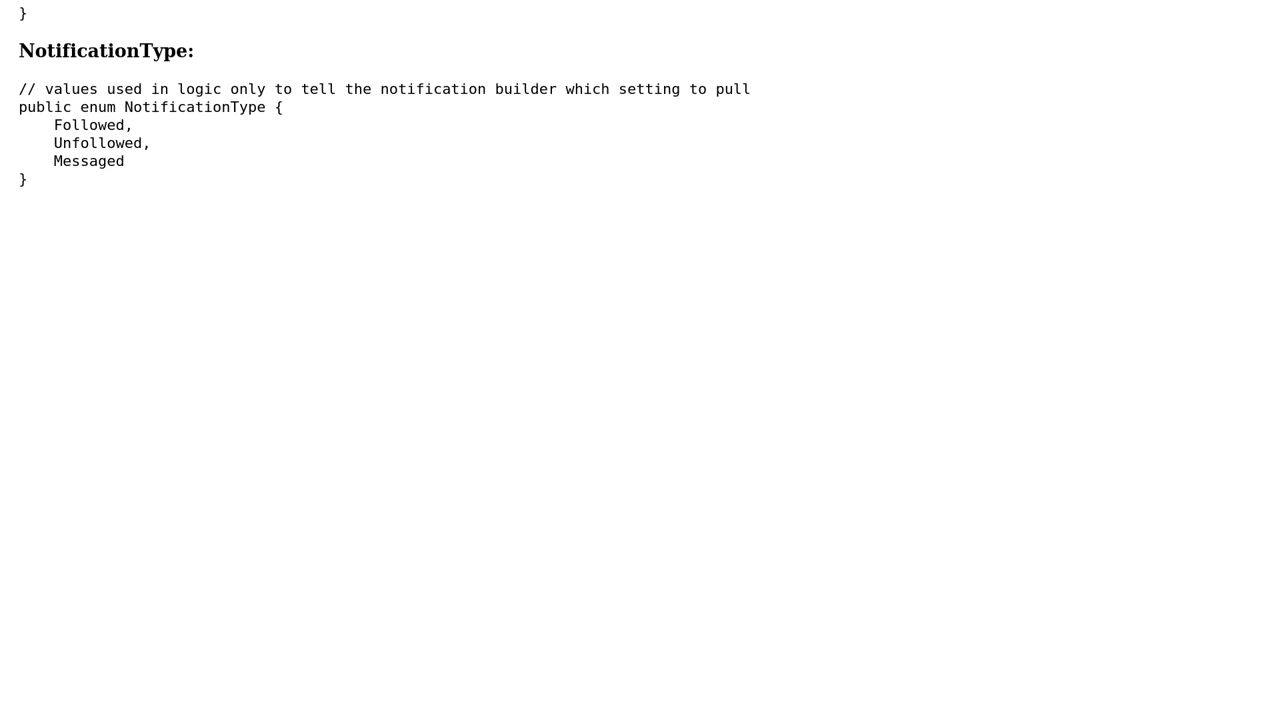 }
NotificationType:
// values used in logic only to tell the notification builder which setting to pull
public enum NotificationType {
    Followed,
    Unfollowed,
    Messaged
}